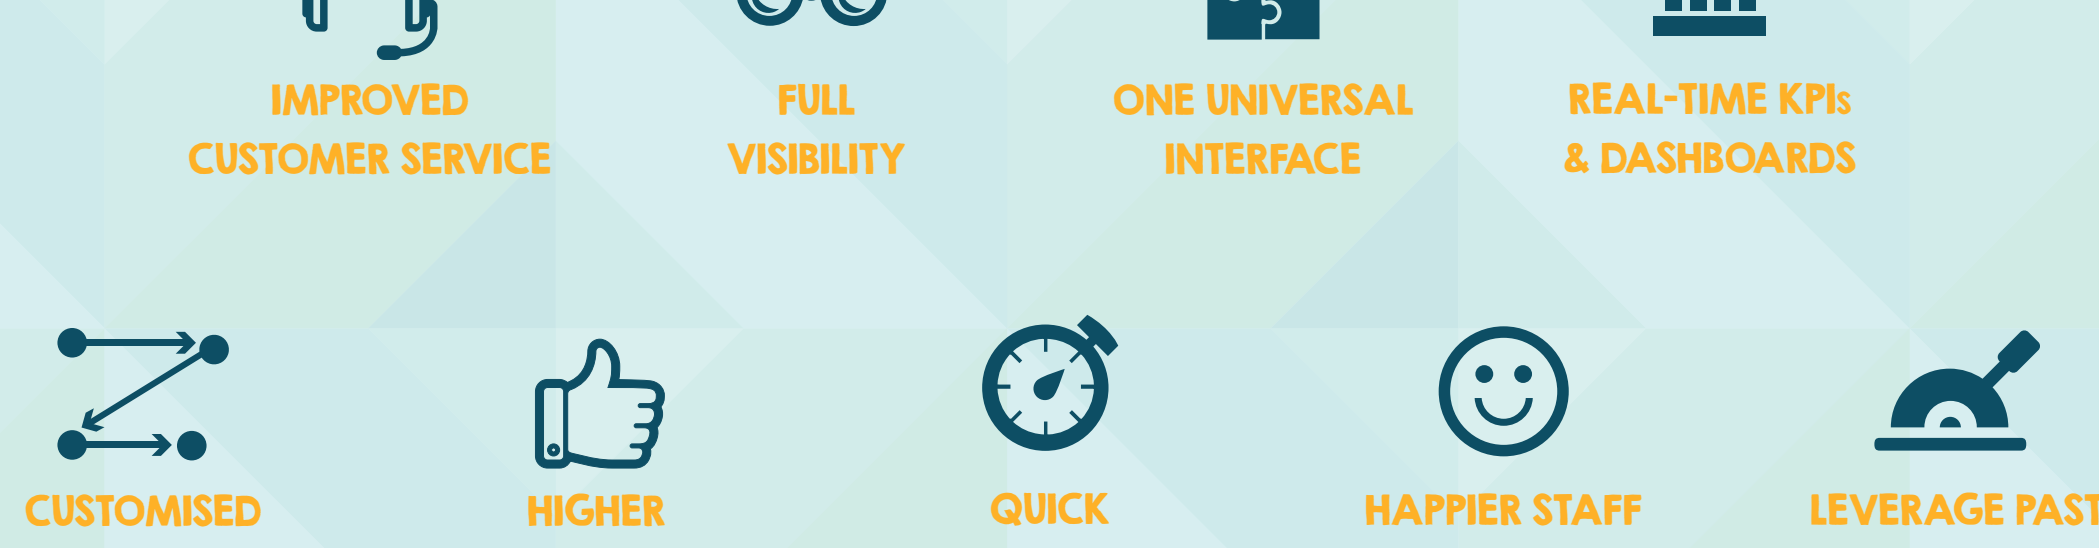 IMPROVED
CUSTOMER SERVICE
FULL
VISIBILITY
ONE UNIVERSAL
INTERFACE
REAL-TIME KPIs
& DASHBOARDS
CUSTOMISED
HIGHER
QUICK
HAPPIER STAFF
LEVERAGE PAST